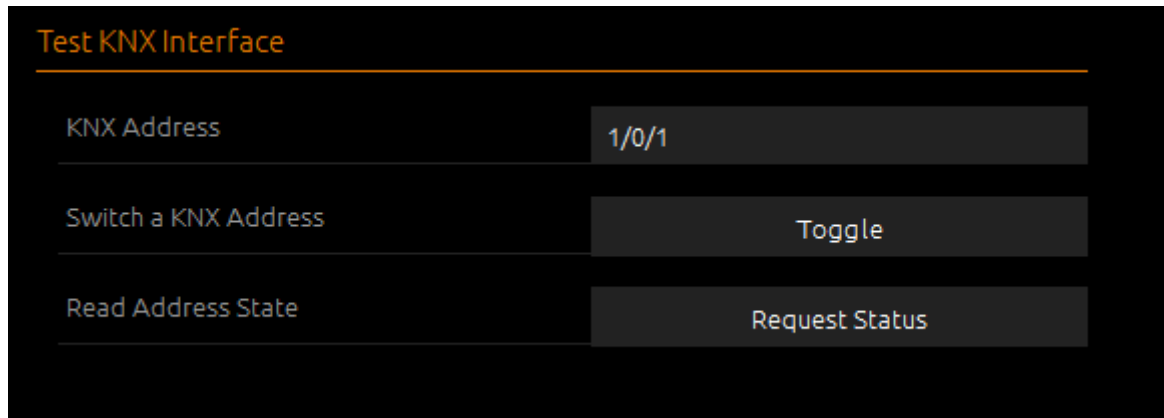 Test KNX Interface
KNX Address
1/0/1
Switch a KNX Address
Toggle
Read Address State
Request Status